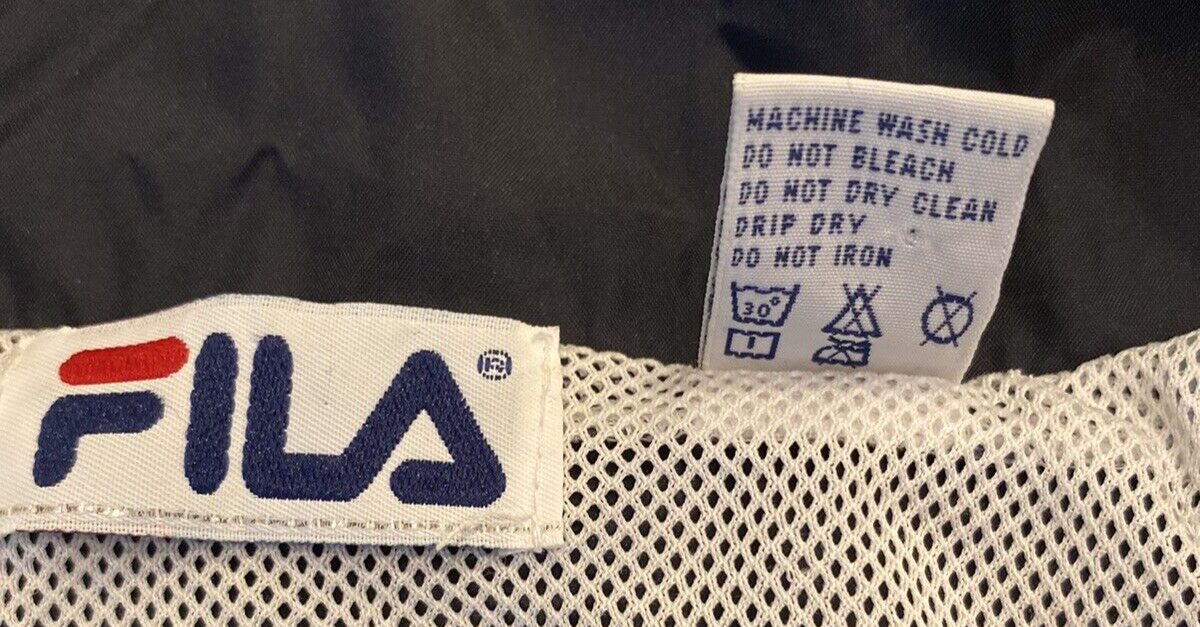 FILA ®
MACHINE WASH COLD
DO NOT BLEACH
DO NOT DRY CLEAN
DRIP DRY
DO NOT IRON
30°